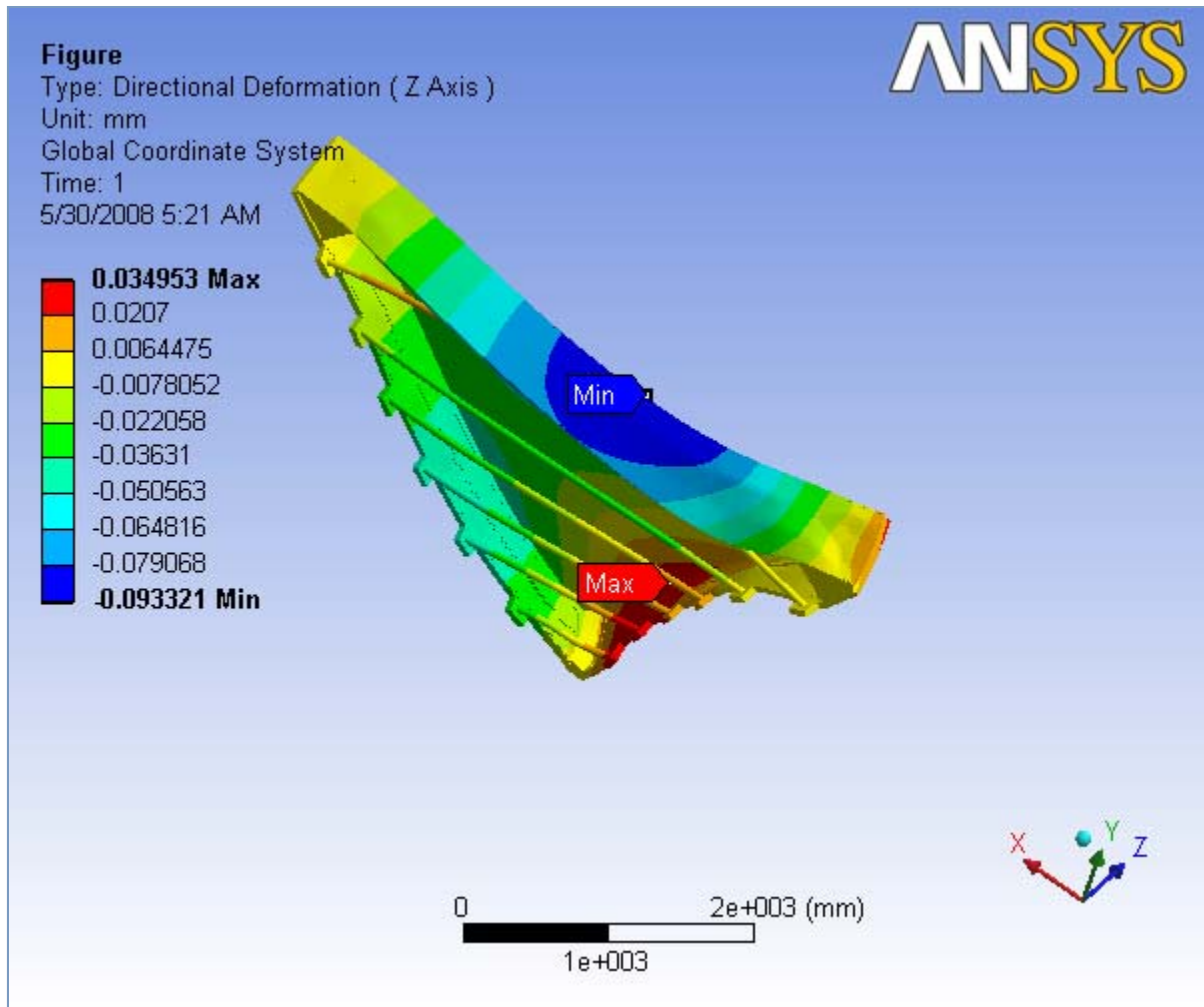 Figure
Type: Directional Deformation ( Z Axis )
Unit: mm
Global Coordinate System
Time: 1
5/30/2008 5:21 AM
ANSYS
0.034953 Max
0.0207
0.0064475
-0.0078052
-0.022058
-0.03631
-0.050563
-0.064816
-0.079068
-0.093321 Min
Min
Max
X
Y
Z
0
2e+003 (mm)
1e+003